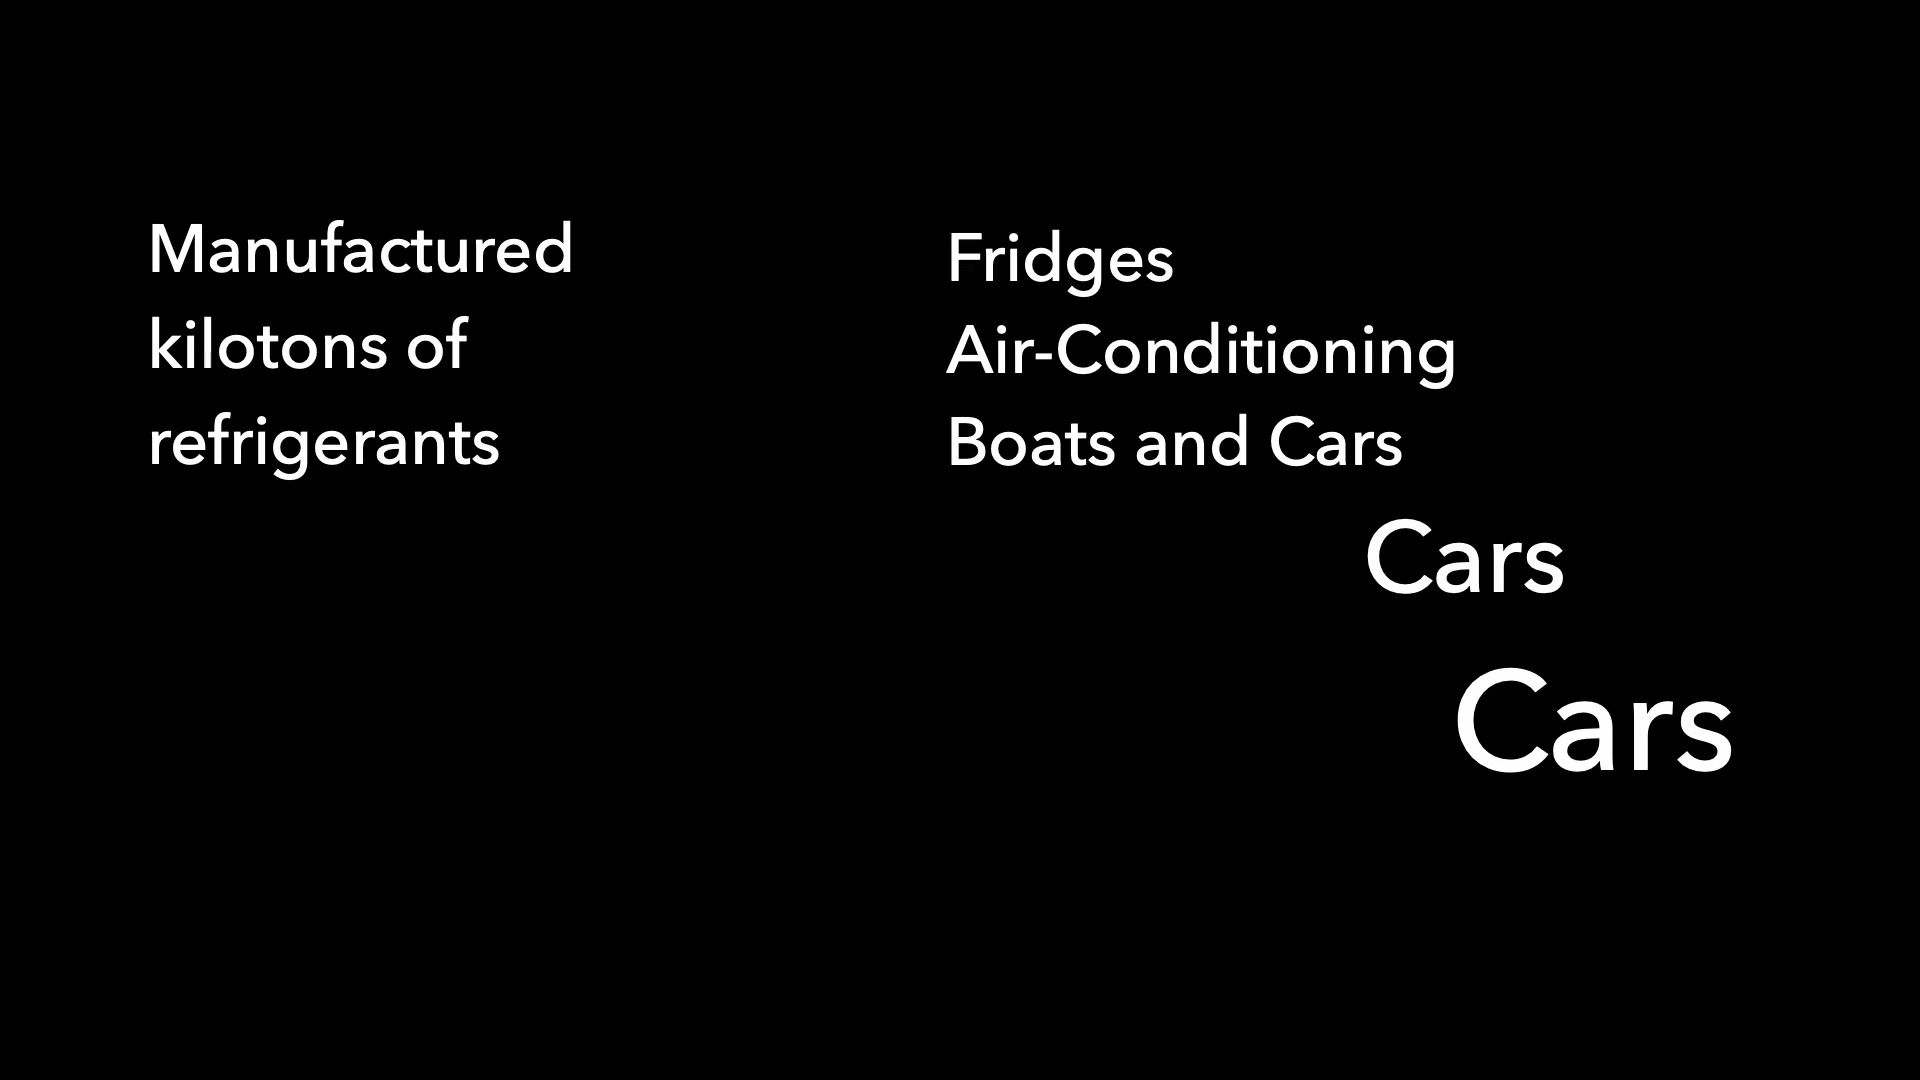 Manufactured
kilotons of
refrigerants
Fridges
Air-Conditioning
Boats and Cars
Cars
Cars